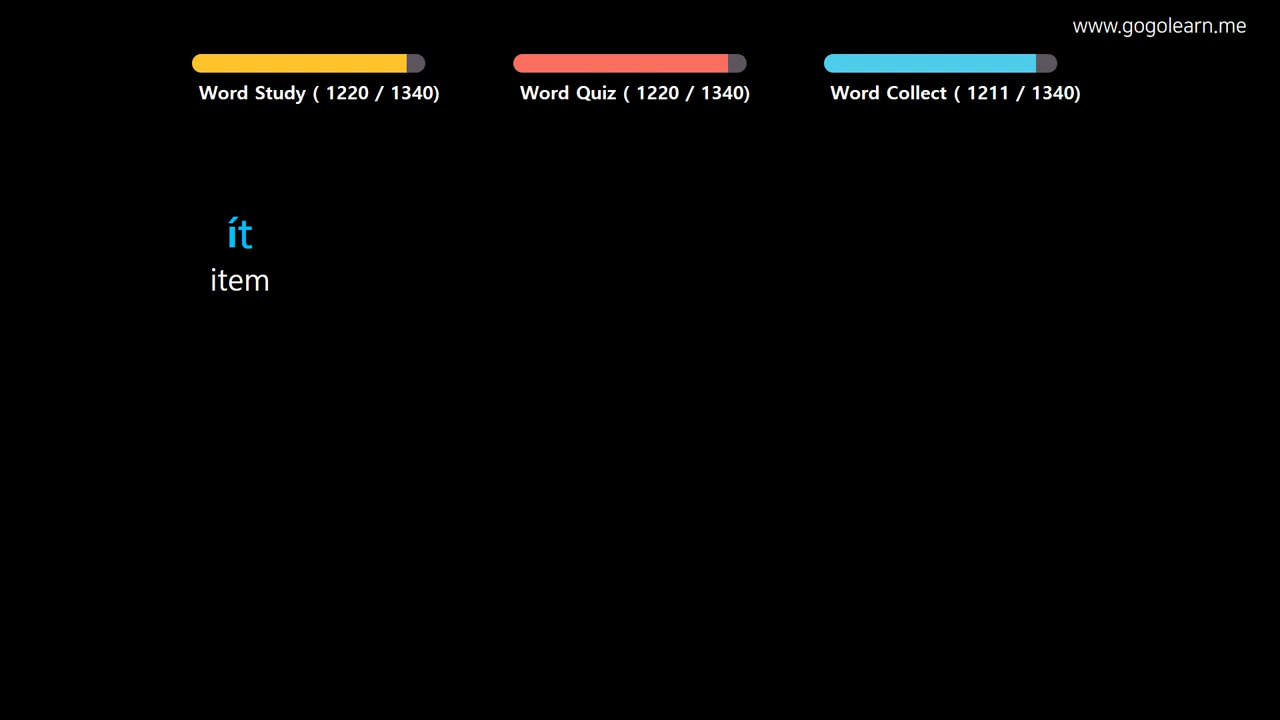 www.gogolearn.me
Word Study ( 1220 / 1340)
Word Quiz ( 1220 / 1340)
Word Collect ( 1211 / 1340)
ít
item